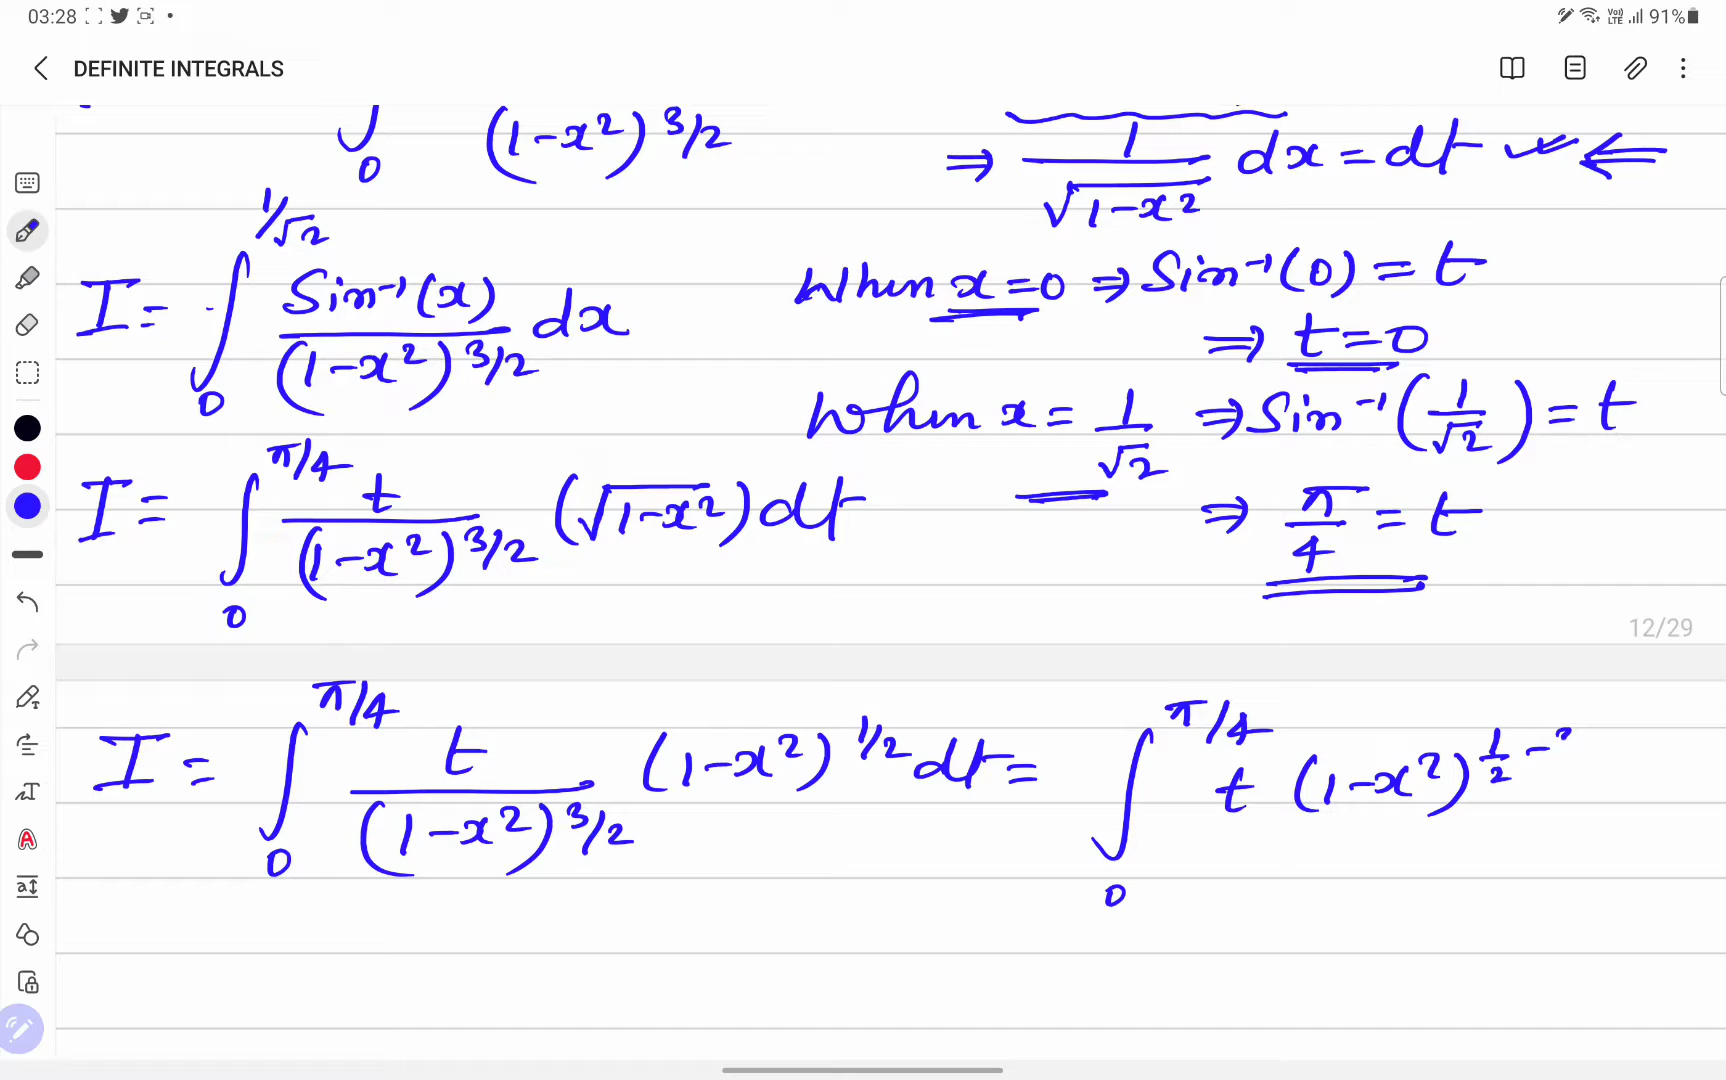 03:28 91%
DEFINITE INTEGRALS
∫0 (1-x²)^3/2
⇒ 1/√(1-x²) dx = dt
I = ∫0^{1/√2} Sin⁻¹(x)/(1-x²)^3/2 dx
When x=0 ⇒ Sin⁻¹(0) = t
⇒ t=0
When x = 1/√2 ⇒ Sin⁻¹(1/√2) = t
I = ∫0^{π/4} t/(1-x²)^3/2 (√(1-x²)) dt
⇒ π/4 = t
12/29
I = ∫0^{π/4} t/(1-x²)^3/2 (1-x²)^1/2 dt = ∫0^{π/4} t (1-x²)^{1/2 -